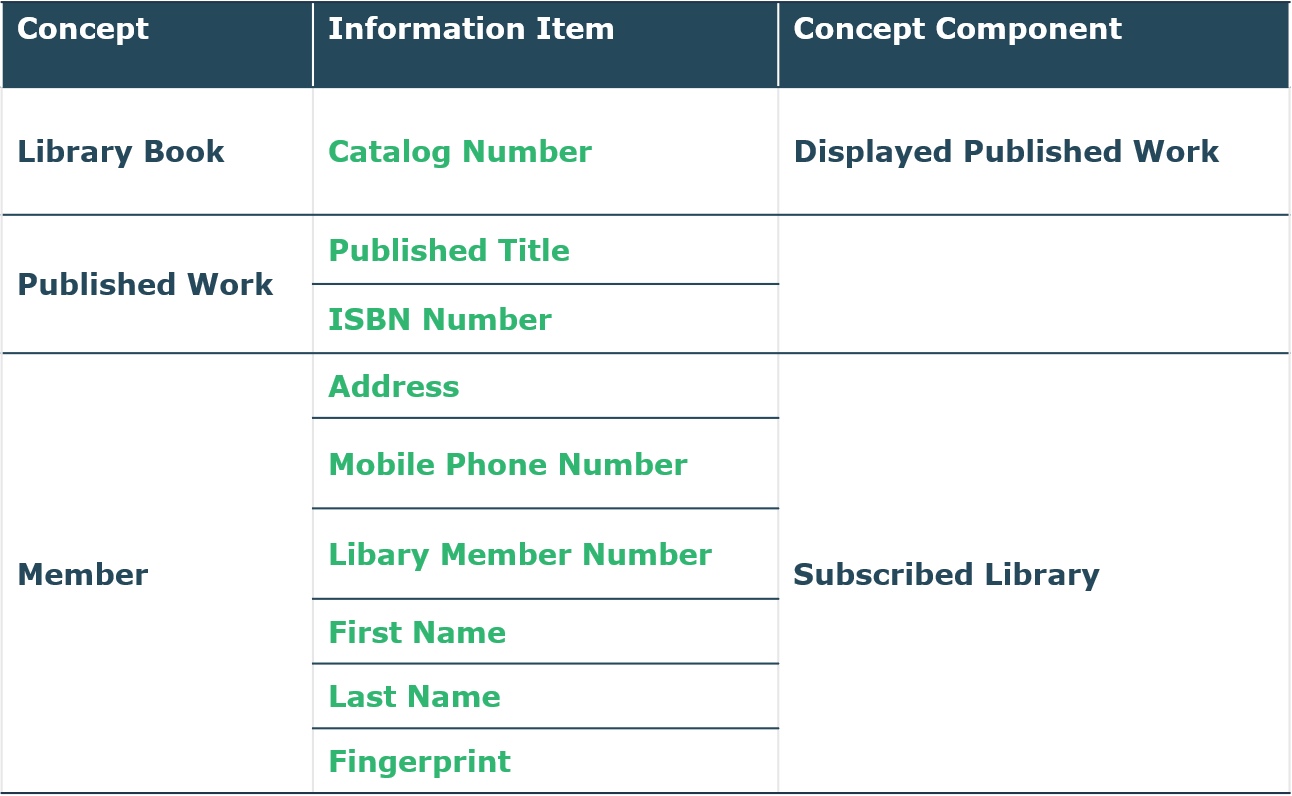 Concept Information Item Concept Component
Library Book Catalog Number Displayed Published Work
Published Work
Published Title
ISBN Number
Member
Address
Mobile Phone Number
Libary Member Number
First Name
Last Name
Fingerprint
Subscribed Library